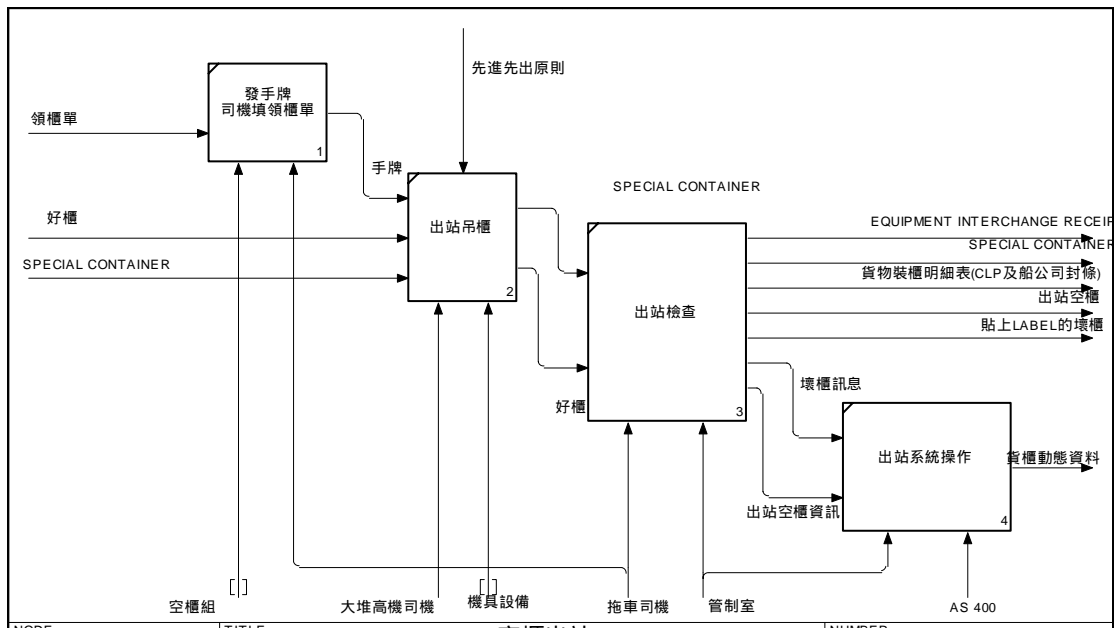 先進先出原則
發手牌
司機填領櫃單
1
領櫃單
手牌
SPECIAL CONTAINER
好櫃
出站吊櫃
2
SPECIAL CONTAINER
EQUIPMENT INTERCHANGE RECEIP
SPECIAL CONTAINER
貨物裝櫃明細表(CLP及船公司封條)
出站空櫃
貼上LABEL的壞櫃
出站檢查
3
好櫃
壞櫃訊息
出站系統操作
4
貨櫃動態資料
出站空櫃資訊
空櫃組
大堆高機司機
機具設備
拖車司機
管制室
AS 400